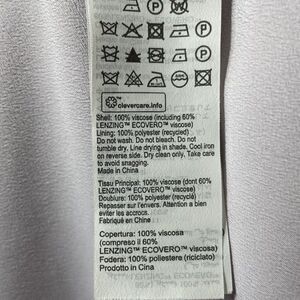 clevercare.info
Shell: 100% viscose (including 60%
LENZING™ ECOVERO™ viscose)
Lining: 100% polyester (recycled)
Do not wash. Do not bleach. Do not
tumble dry. Line drying in shade. Cool iron
on reverse side. Dry clean only. Take care
to avoid snagging.
Made in China
Tissu Principal: 100% viscose (dont 60%
LENZING™ ECOVERO™ viscose)
Doublure: 100% polyester (recyclé)
Repasser sur l'envers. Attention à bien
éviter les accrocs.
Fabriqué en Chine
Copertura: 100% viscosa
(compreso il 60%
LENZING™ ECOVERO™ viscosa)
Fodera: 100% poliestere (riciclato)
Prodotto in Cina